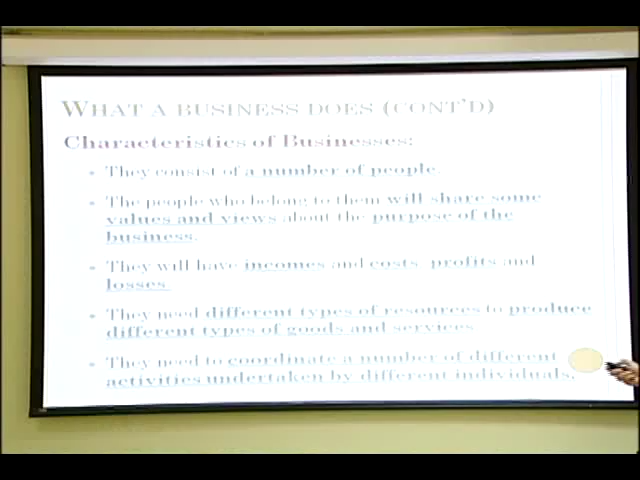 WHAT A BUSINESS DOES (CONT'D)
Characteristics of Businesses:
They consist of a number of people.
The people who belong to them will share some
values and views about the purpose of the
business.
They will have incomes and costs, profits and
losses.
They need different types of resources to produce
different types of goods and services.
They need to coordinate a number of different
activities undertaken by different individuals.